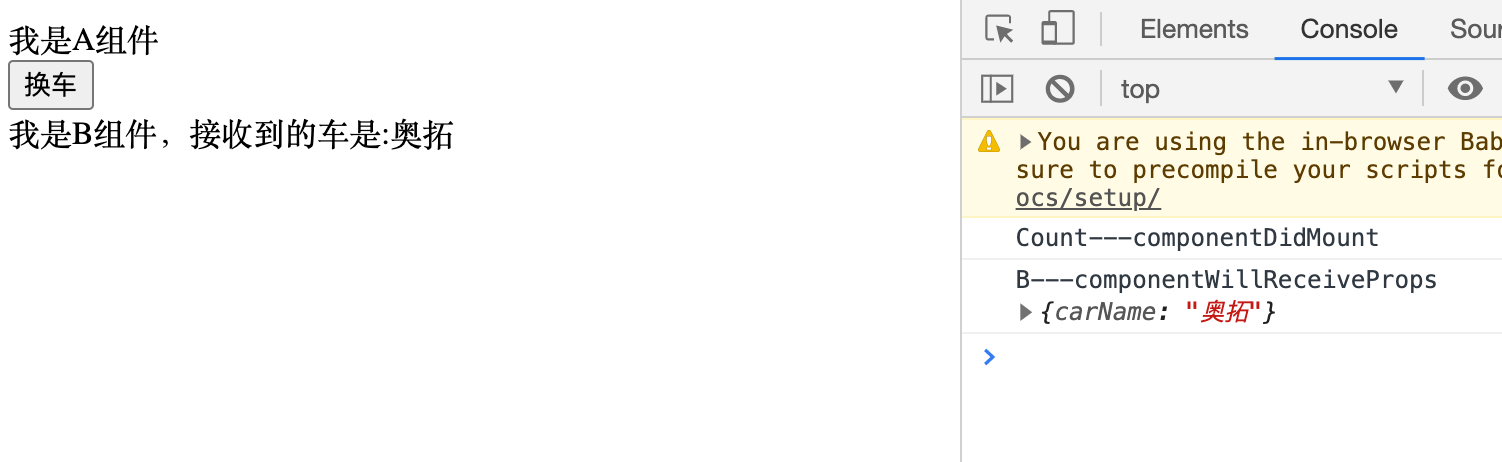 我是A组件
换车
我是B组件，接收到的车是:奥拓
Elements Console Sour
top
You are using the in-browser Bab
sure to precompile your scripts fo
ocs/setup/
Count---componentDidMount
B---componentWillReceiveProps
{carName: "奥拓"}